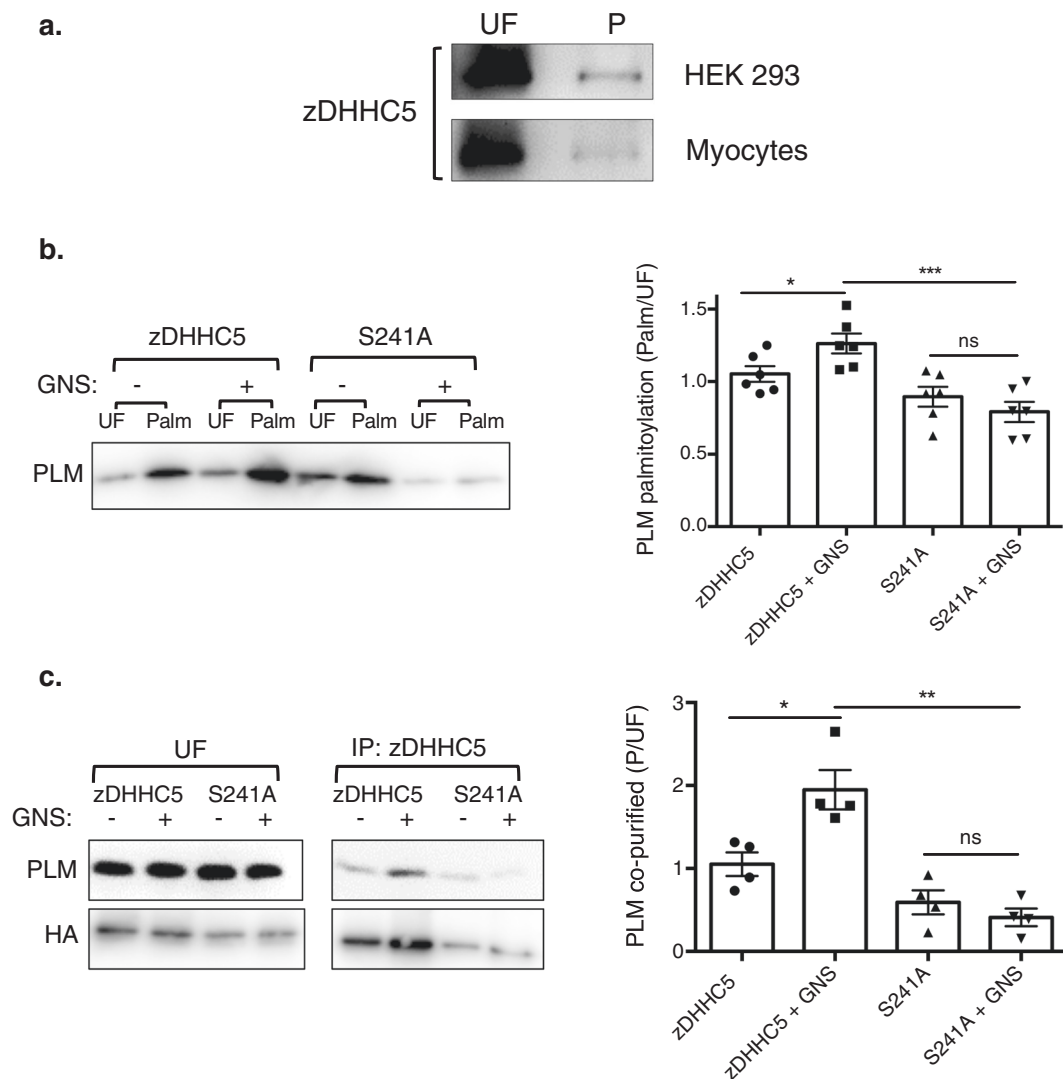 a.
UF P
zDHHC5
HEK 293
Myocytes
b.
zDHHC5 S241A
GNS: - + - +
UF Palm UF Palm UF Palm UF Palm
PLM
PLM palmitoylation (Palm/UF)
* ***
ns
1.5
1.0
0.5
0.0
zDHHC5
zDHHC5 + GNS
S241A
S241A + GNS
c.
UF IP: zDHHC5
zDHHC5 S241A zDHHC5 S241A
GNS: - + - + - + - +
PLM
HA
PLM co-purified (P/UF)
* **
ns
3
2
1
0
zDHHC5
zDHHC5 + GNS
S241A
S241A + GNS